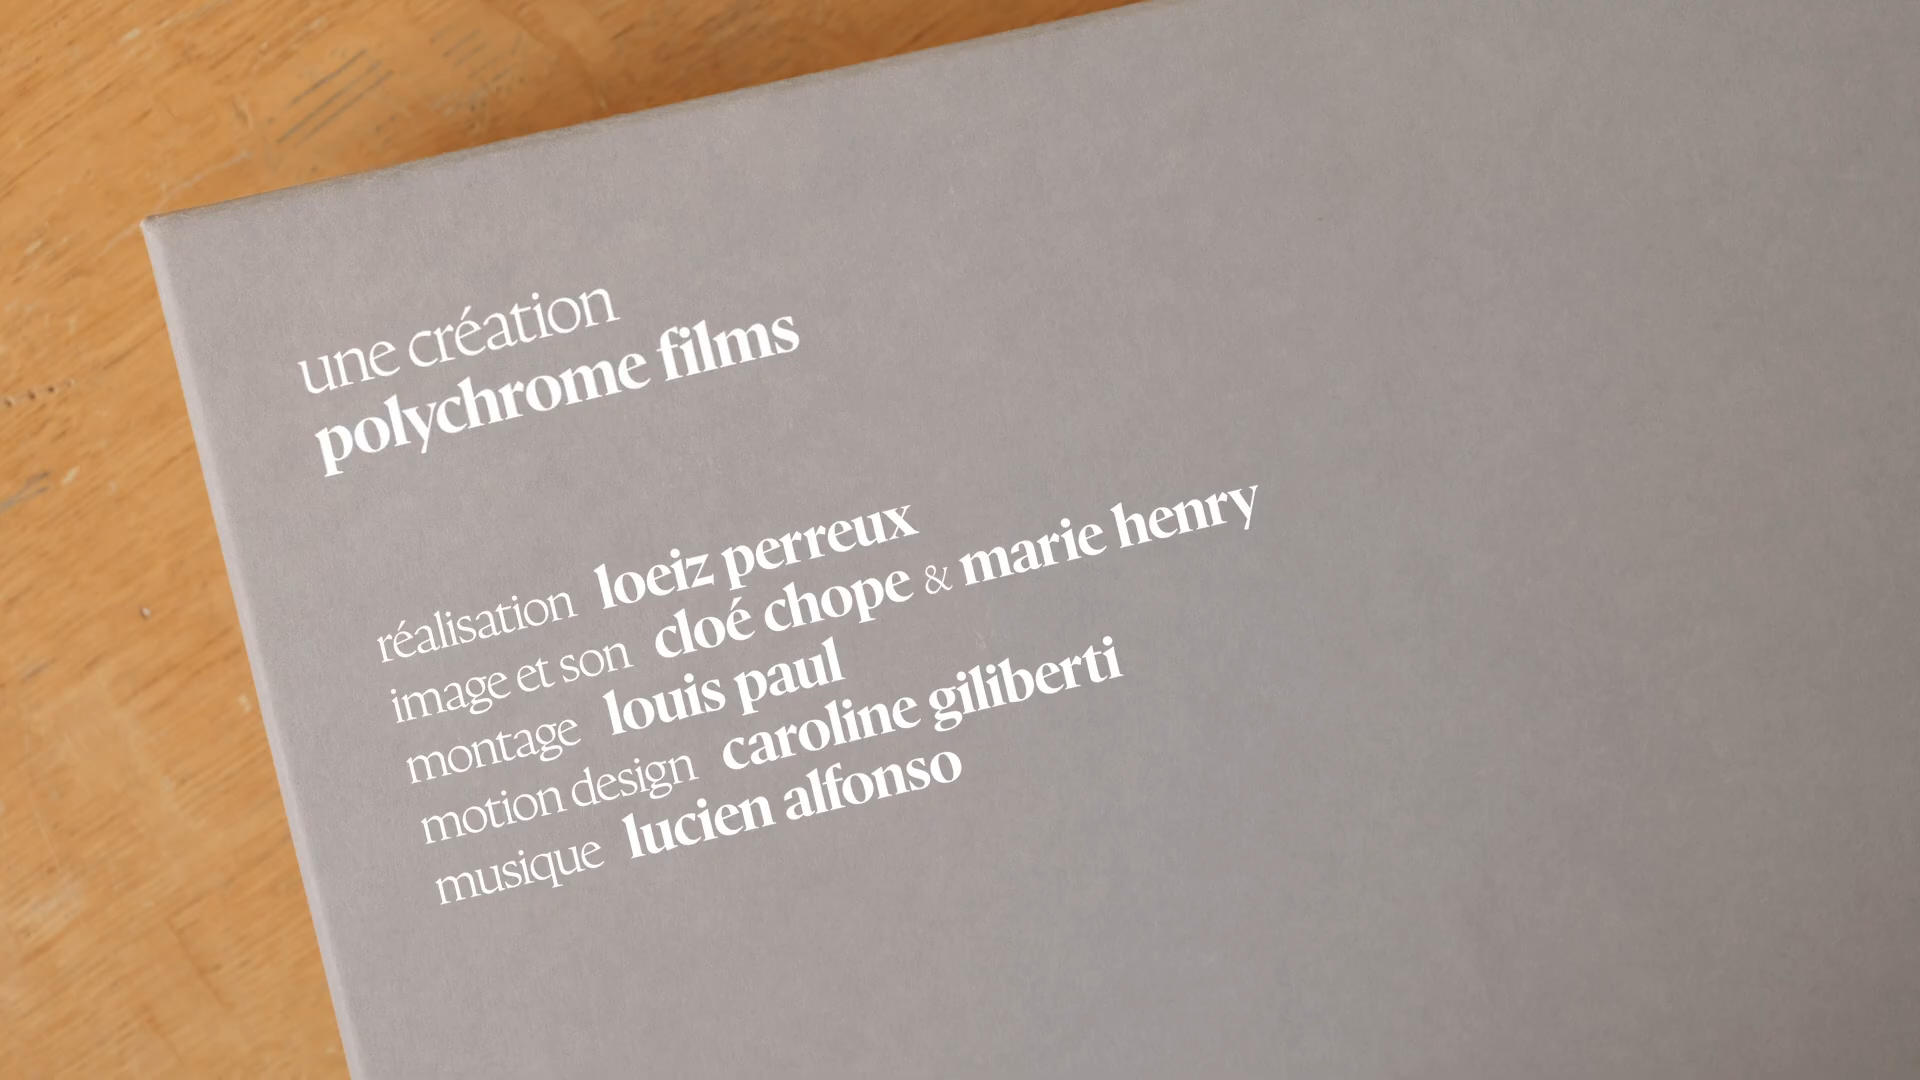 une création
polychrome films
réalisation loeiz perreux
image et son cloé chope & marie henry
montage louis paul
motion design caroline giliberti
musique lucien alfonso